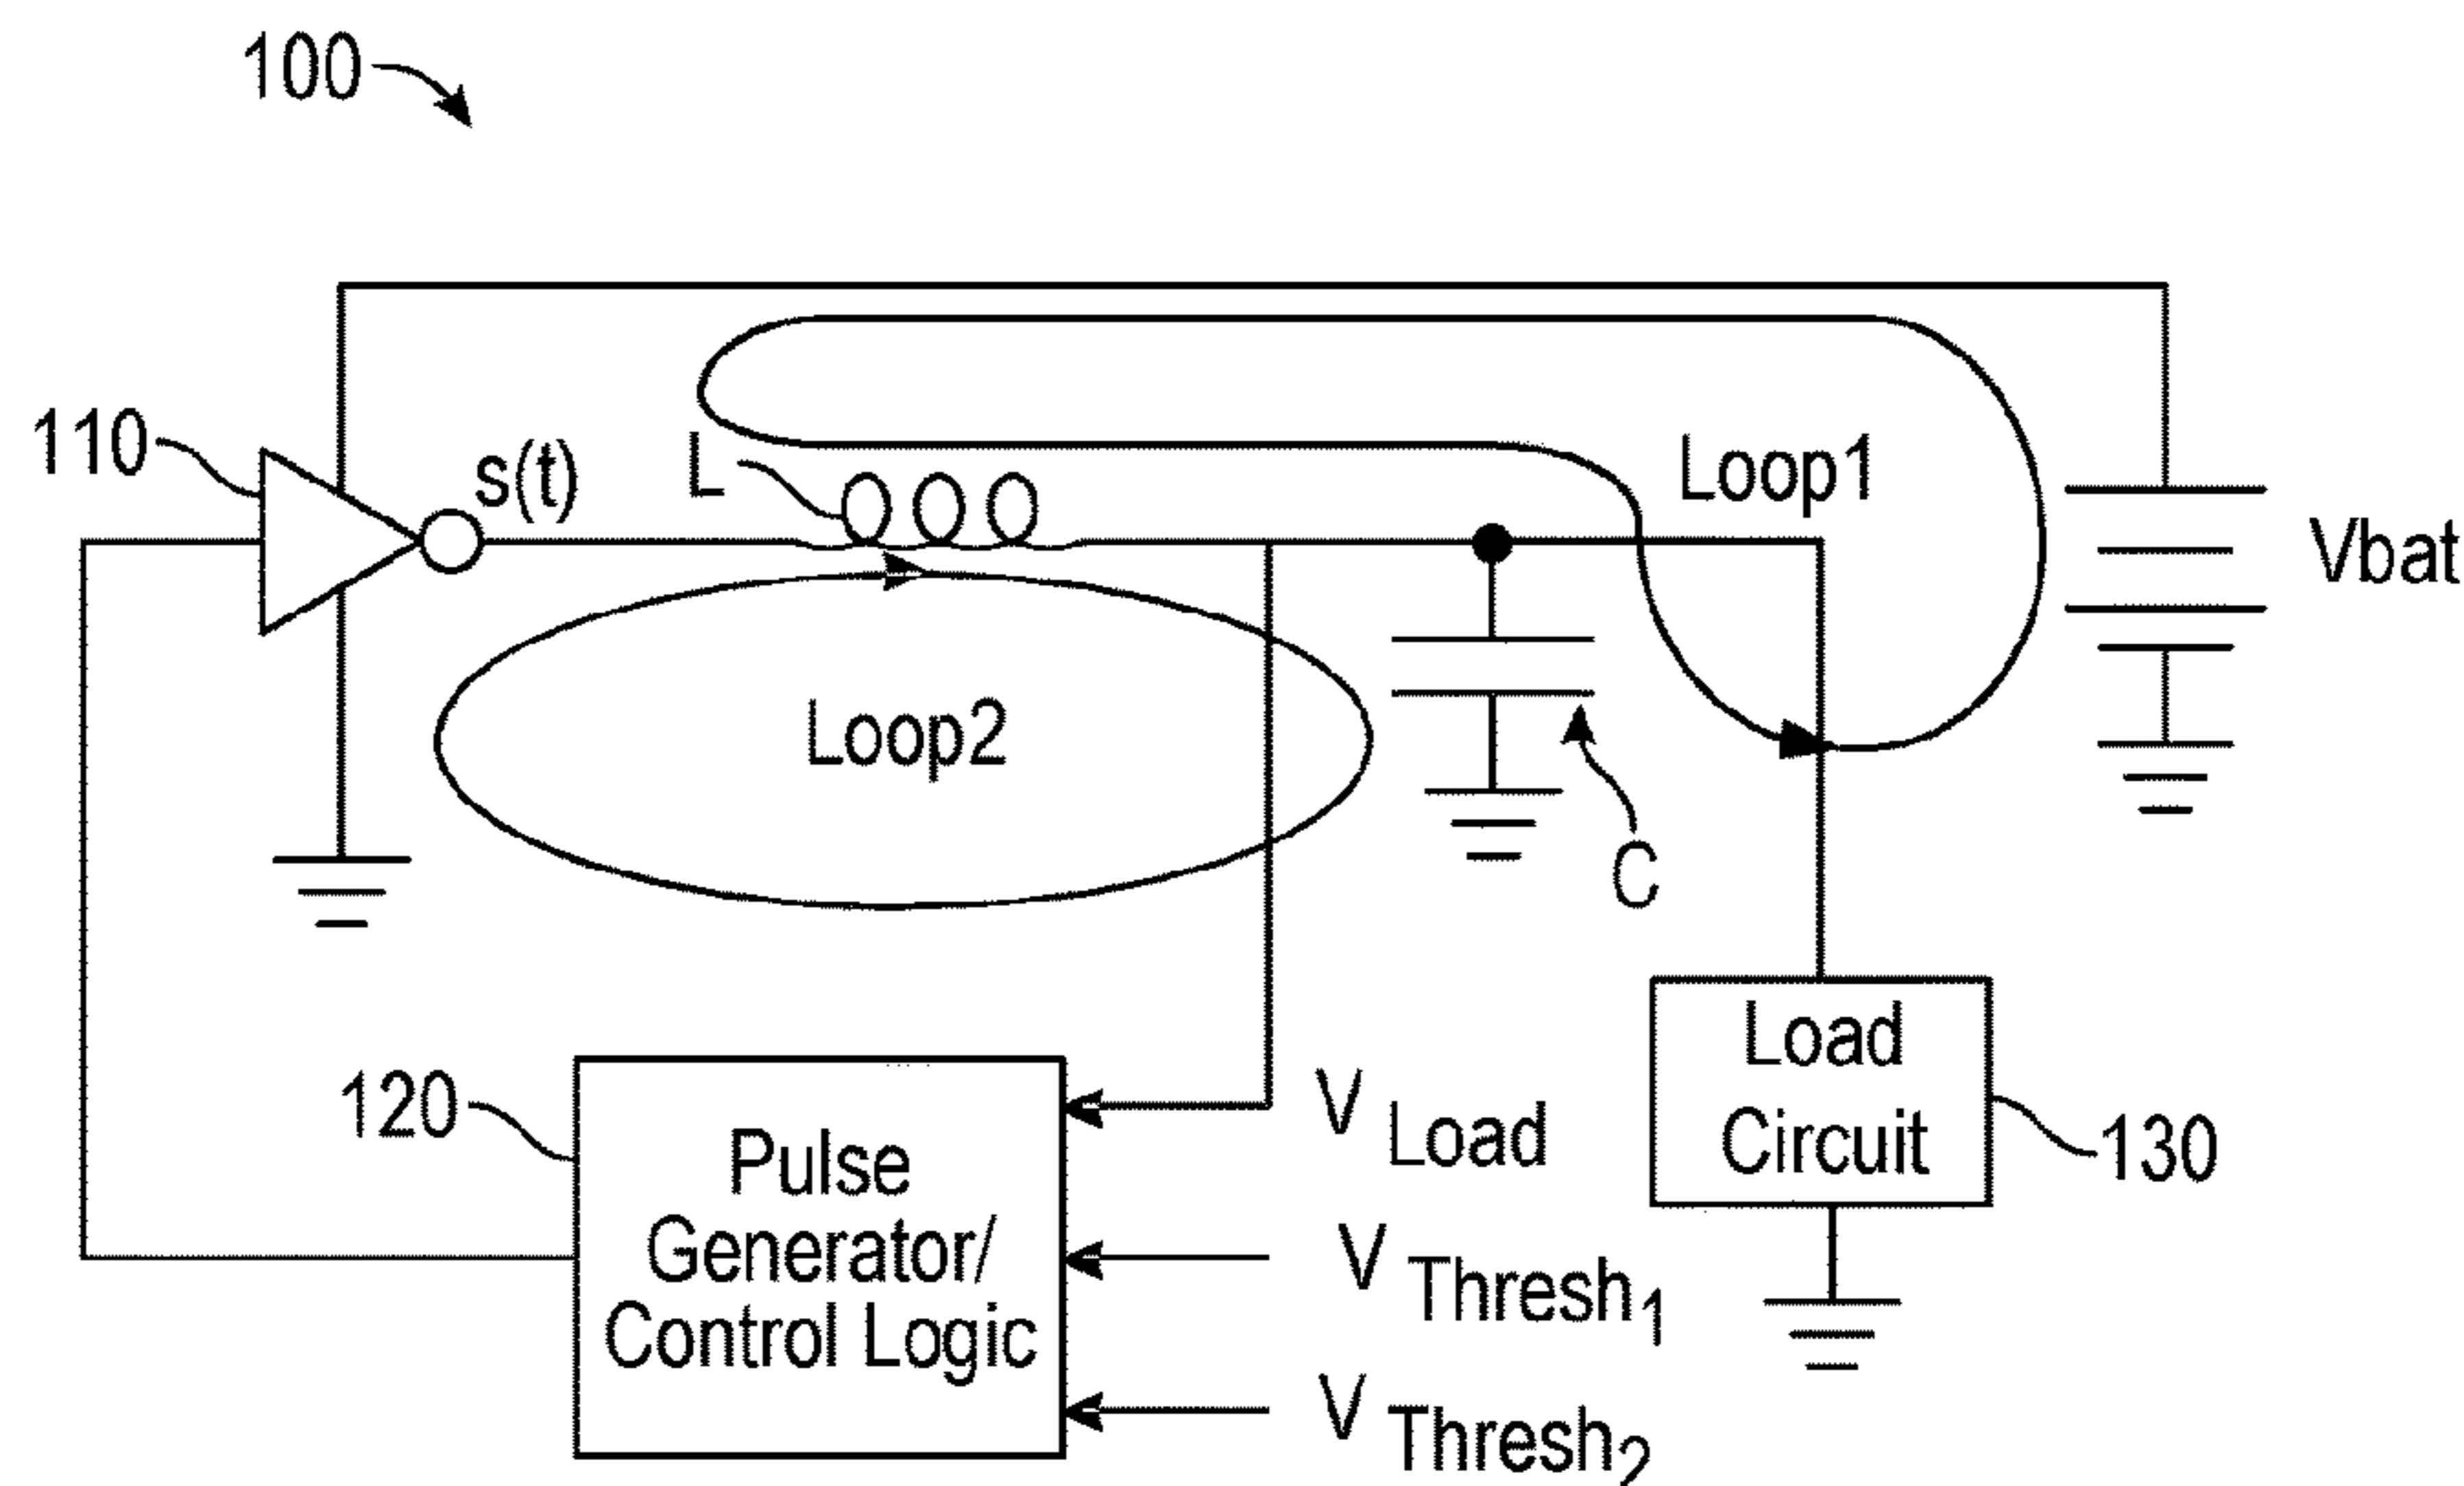 100
110
s(t)
L
Loop1
Vbat
Loop2
C
120
Pulse
Generator/
Control Logic
V Load
V Thresh1
V Thresh2
Load
Circuit
130